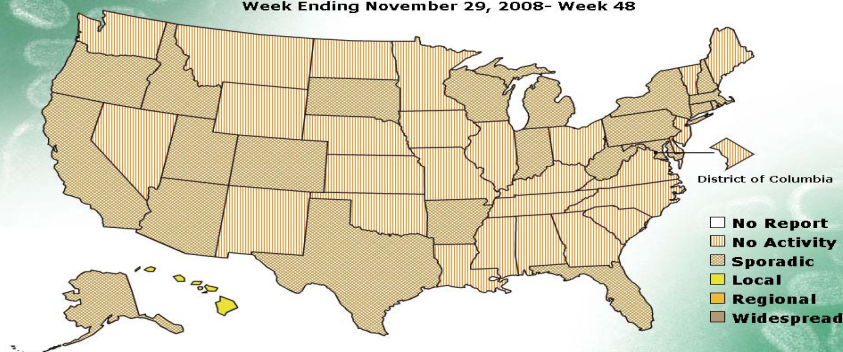 Week Ending November 29, 2008- Week 48
District of Columbia
No Report
No Activity
Sporadic
Local
Regional
Widespread